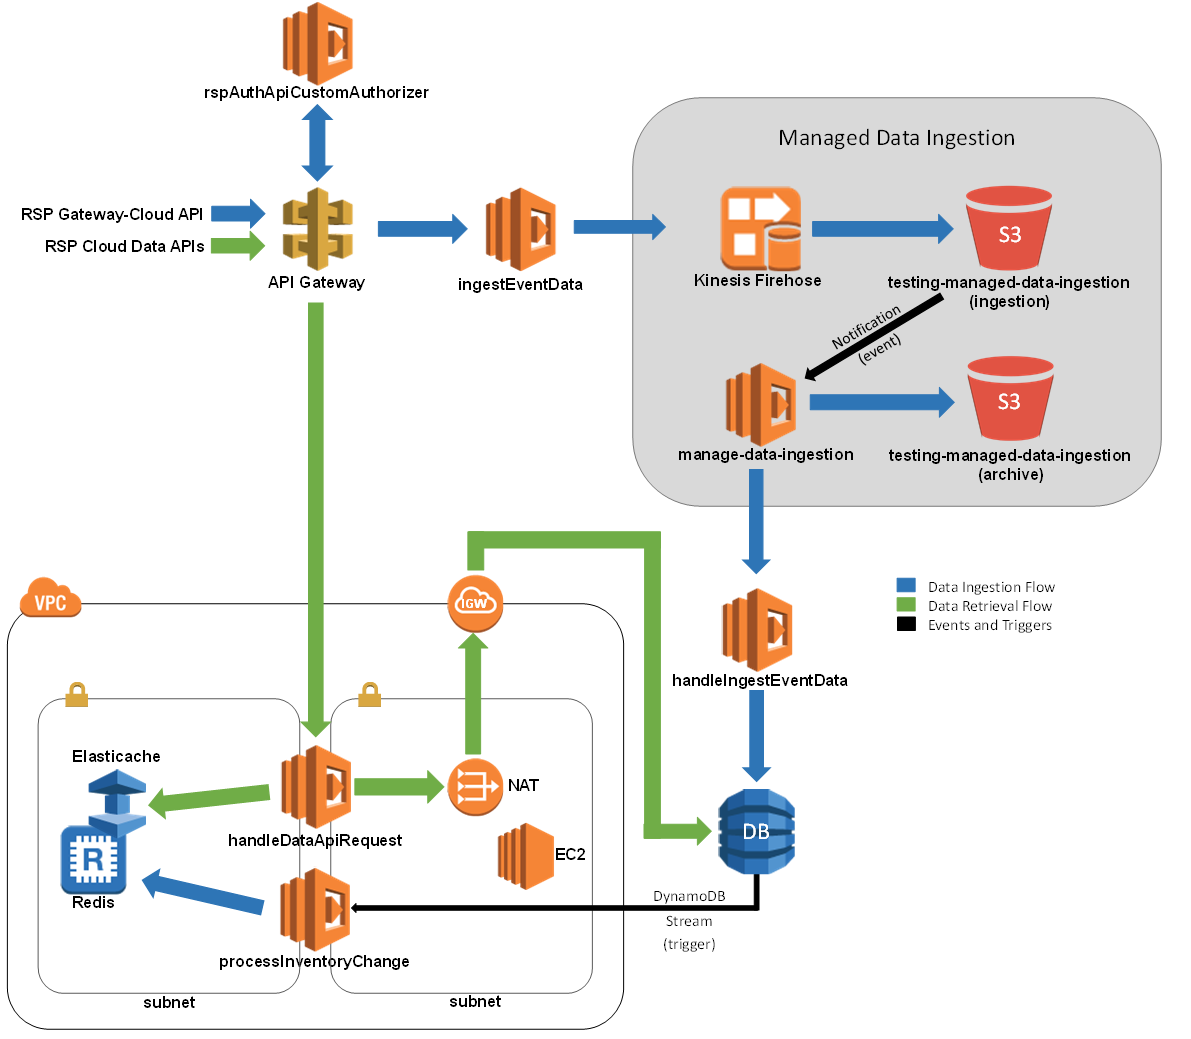 rspAuthApiCustomAuthorizer
Managed Data Ingestion
RSP Gateway-Cloud API
RSP Cloud Data APIs
API Gateway
ingestEventData
Kinesis Firehose
S3
testing-managed-data-ingestion
(ingestion)
Notification
(event)
manage-data-ingestion
S3
testing-managed-data-ingestion
(archive)
Data Ingestion Flow
Data Retrieval Flow
Events and Triggers
VPC
IGW
handleIngestEventData
Elasticache
R
Redis
handleDataApiRequest
NAT
EC2
DB
DynamoDB
Stream
(trigger)
processInventoryChange
subnet
subnet